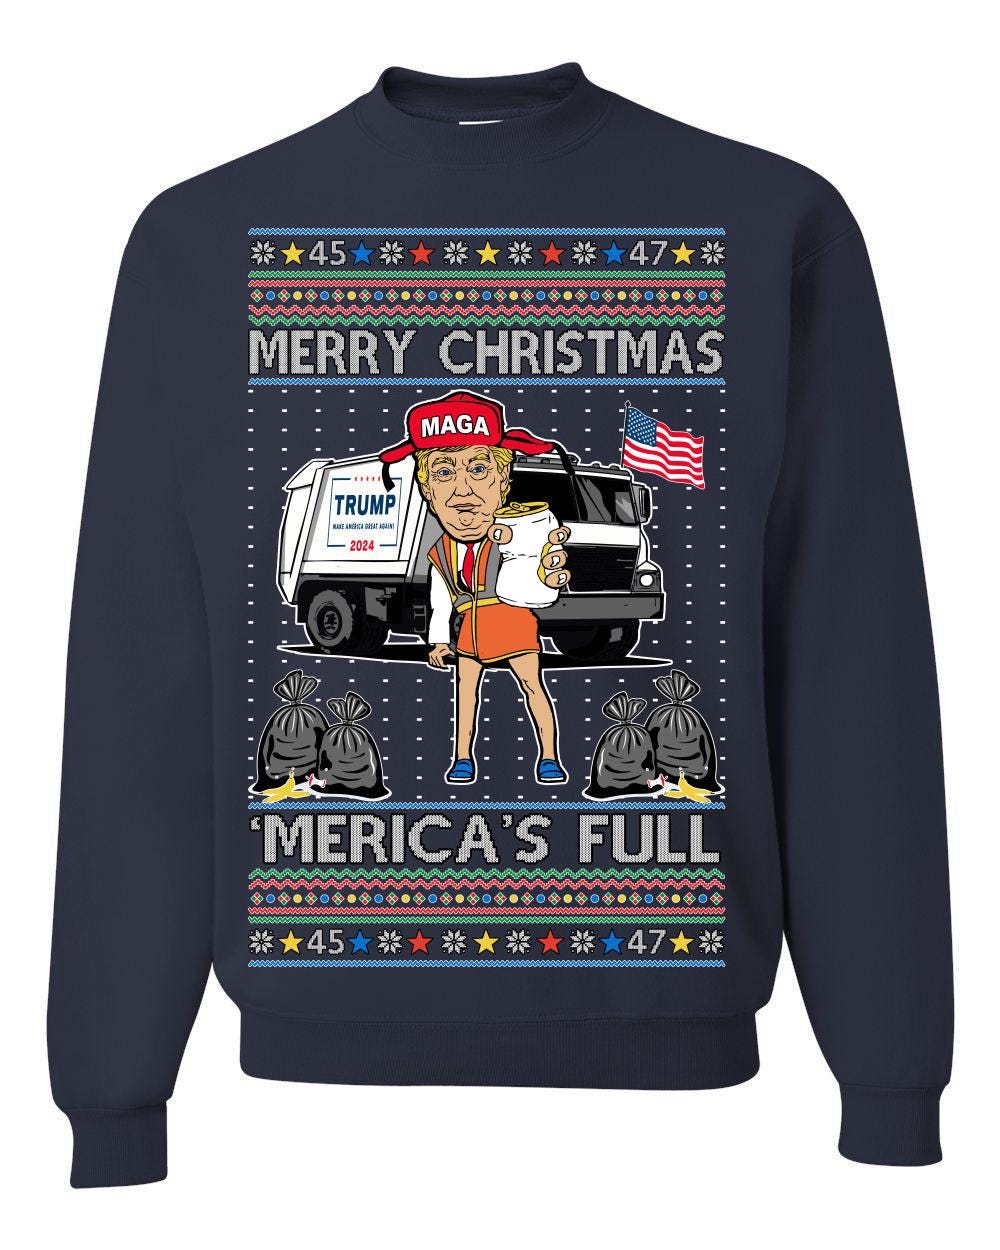 45 47
MERRY CHRISTMAS
MAGA
TRUMP
MAKE AMERICA GREAT AGAIN!
2024
'MERICA'S FULL
45 47